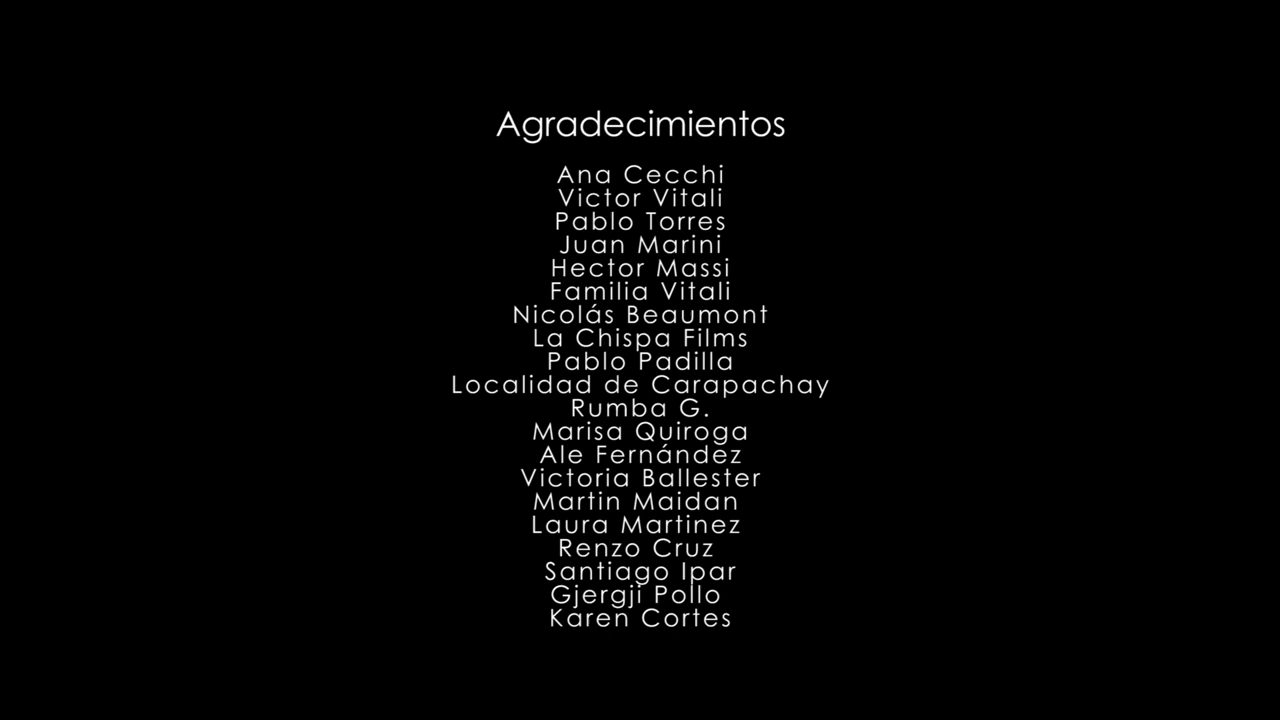 Agradecimientos
Ana Cecchi
Victor Vitali
Pablo Torres
Juan Marini
Hector Massi
Familia Vitali
Nicolás Beaumont
La Chispa Films
Pablo Padilla
Localidad de Carapachay
Rumba G.
Marisa Quiroga
Ale Fernández
Victoria Ballester
Martin Maidan
Laura Martinez
Renzo Cruz
Santiago Ipar
Gjergji Pollo
Karen Cortes